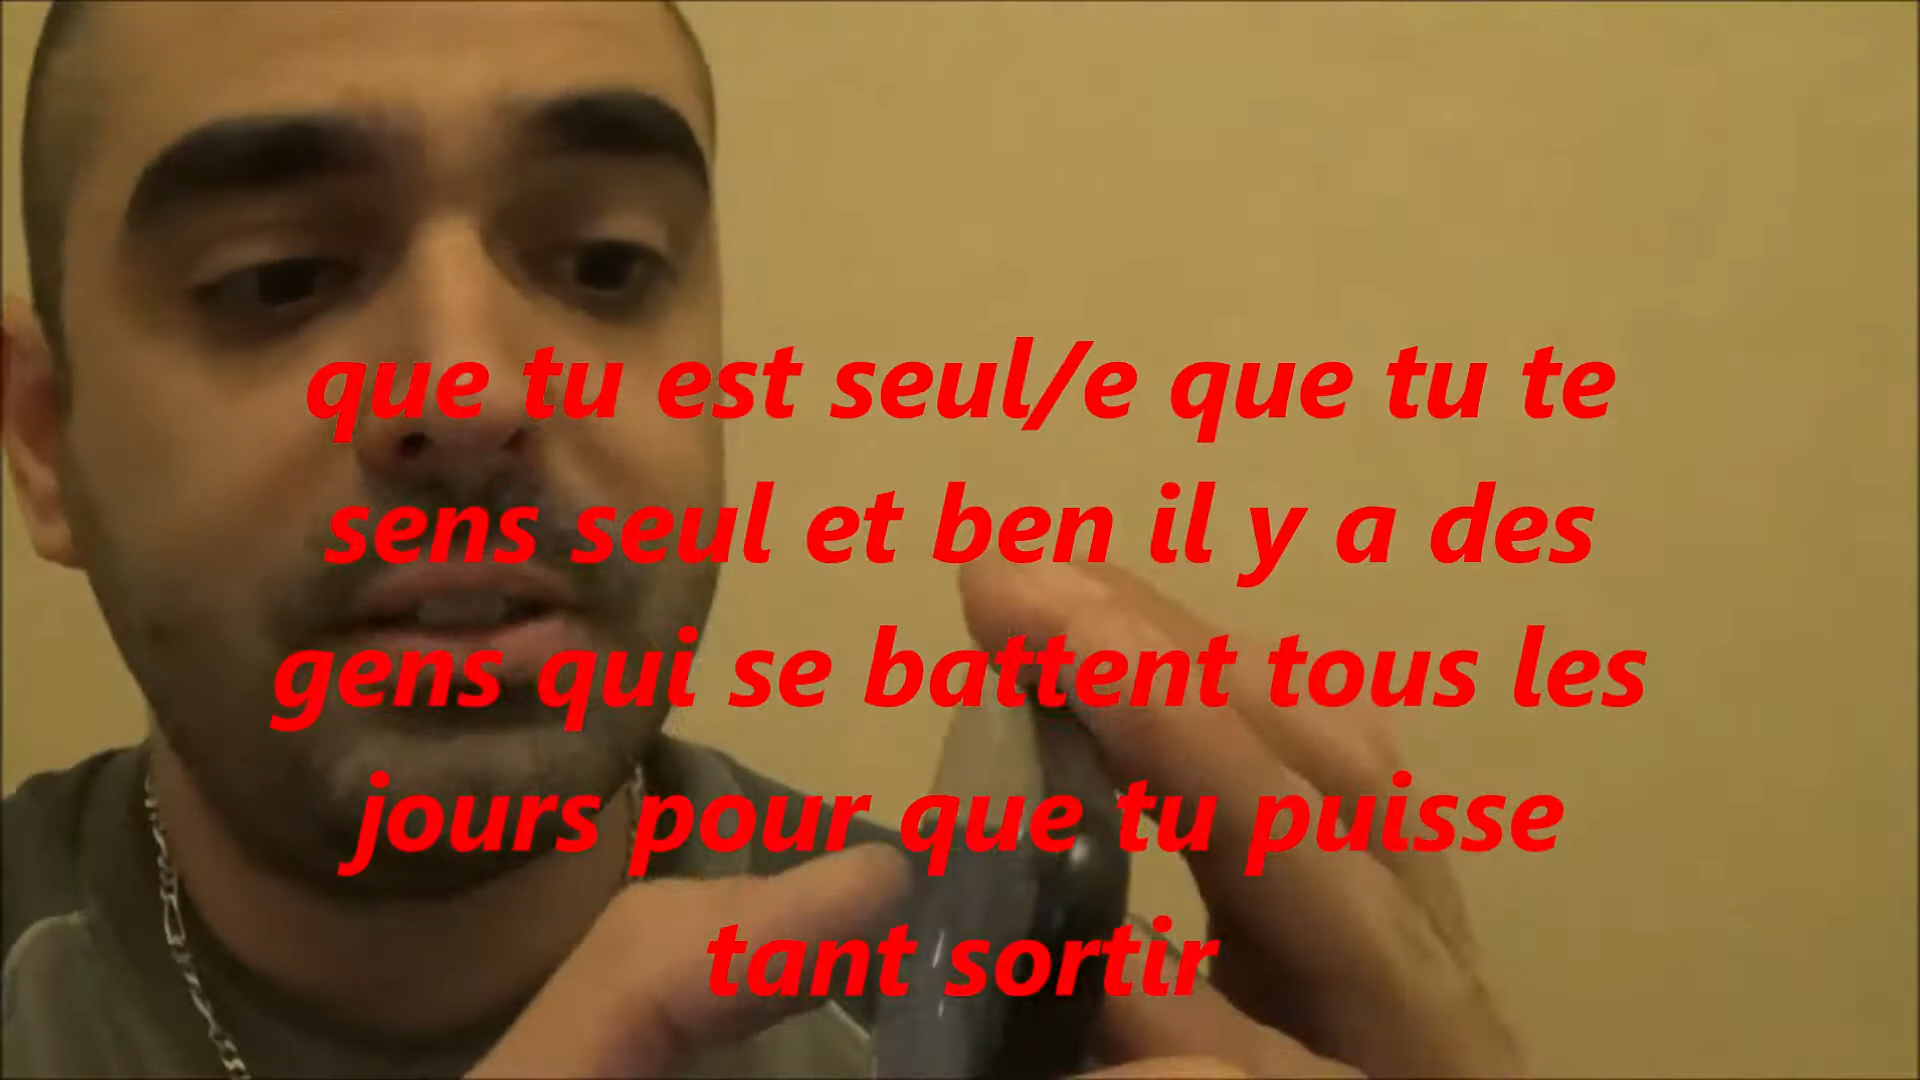 que tu est seul/e que tu te
sens seul et ben il y a des
gens qui se battent tous les
jours pour que tu puisse
tant sortir